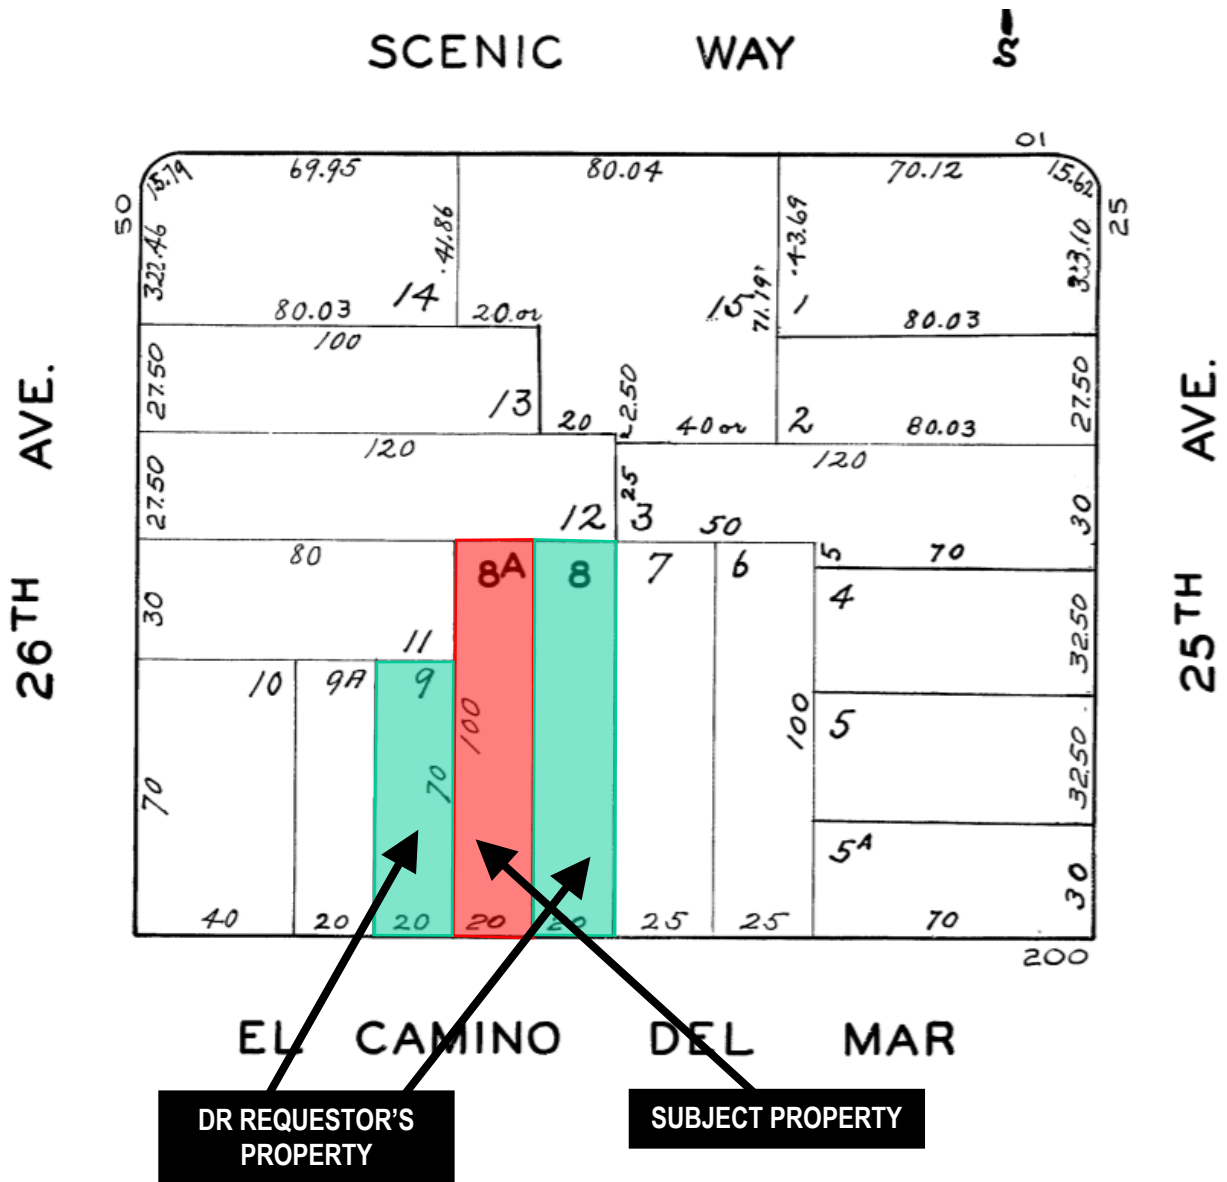 SCENIC WAY
01
15.79 69.95 80.04 70.12 15.62
50 25
322.46 41.86 43.69 323.10
14 15 71.19 1
80.03 20.01 80.03
100
27.50 13 22.50 27.50
20 40 2 80.03
120 120
27.50 25 30
12 3 50
80 8A 8 7 6 5 70
30 4 32.50
11
10 9A 9
100 100 5
70 70 32.50
5A
30
40 20 20 20 20 25 25 70
200
26TH AVE.
25TH AVE.
EL CAMINO DEL MAR
DR REQUESTOR'S
PROPERTY
SUBJECT PROPERTY